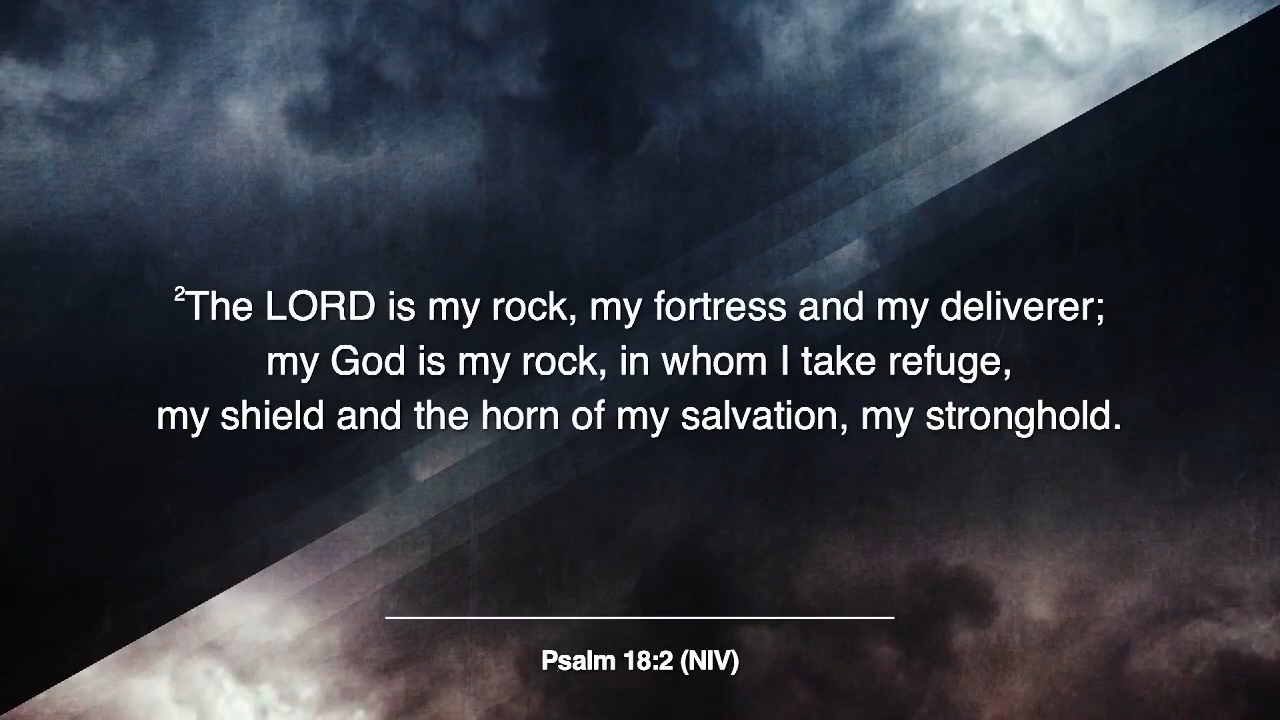 ²The LORD is my rock, my fortress and my deliverer;
my God is my rock, in whom I take refuge,
my shield and the horn of my salvation, my stronghold.
Psalm 18:2 (NIV)